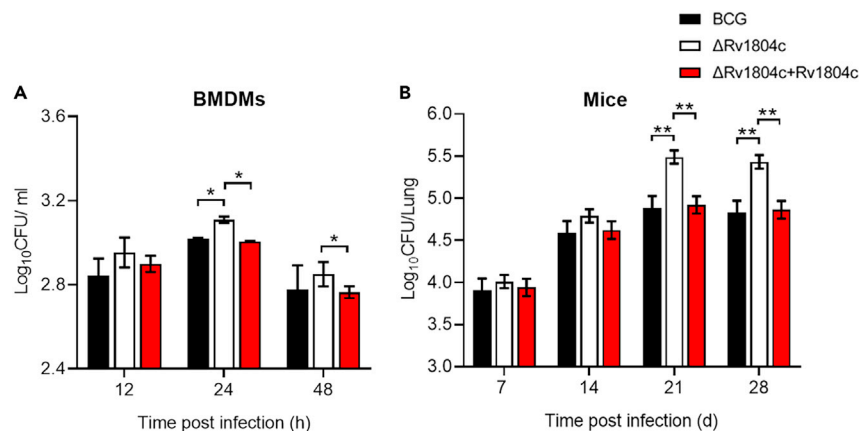 BCG
ΔRv1804c
ΔRv1804c+Rv1804c
A
BMDMs
Log₁₀CFU/ ml
3.6
3.2
2.8
2.4
*
*
*
12
24
48
Time post infection (h)
B
Mice
Log₁₀CFU/Lung
6.0
5.5
5.0
4.5
4.0
3.5
3.0
**
**
**
**
7
14
21
28
Time post infection (d)